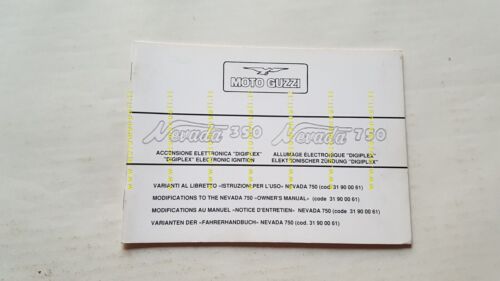 MOTO GUZZI
Nevada 350 Nevada 750
ACCENSIONE ELETTRONICA "DIGIPLEX" ALLUMAGE ÉLECTRONIQUE "DIGIPLEX"
"DIGIPLEX" ELECTRONIC IGNITION ELEKTRONISCHER ZÜNDUNG "DIGIPLEX"
VARIANTI AL LIBRETTO «ISTRUZIONI PER L'USO» NEVADA 750 (cod. 31 90 00 61)
MODIFICATIONS TO THE NEVADA 750 «OWNER'S MANUAL» (code 31 90 00 61)
MODIFICATIONS AU MANUEL «NOTICE D'ENTRETIEN» NEVADA 750 (code 31 90 00 61)
VARIANTEN DER «FAHRERHANDBUCH» NEVADA 750 (cod. 31 90 00 61)